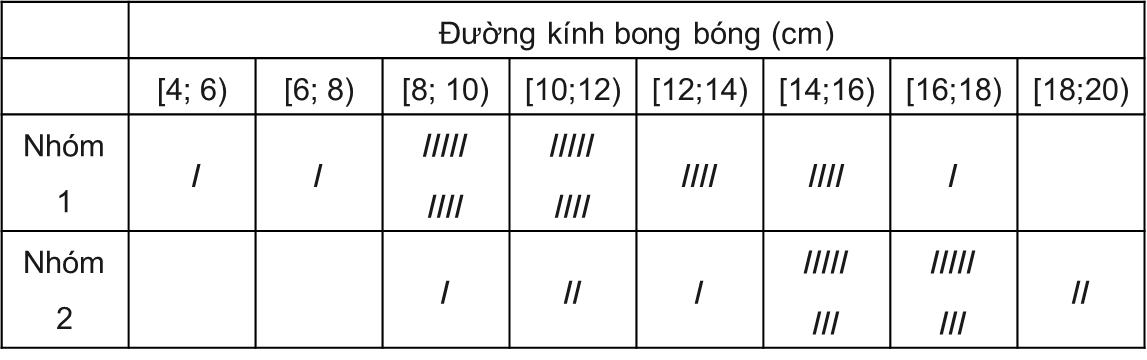 Đường kính bong bóng (cm)
[4; 6) [6; 8) [8; 10) [10;12) [12;14) [14;16) [16;18) [18;20)
Nhóm 1 / / ///// //// ///// //// //// //// /
Nhóm 2 / // / ///// /// ///// /// //